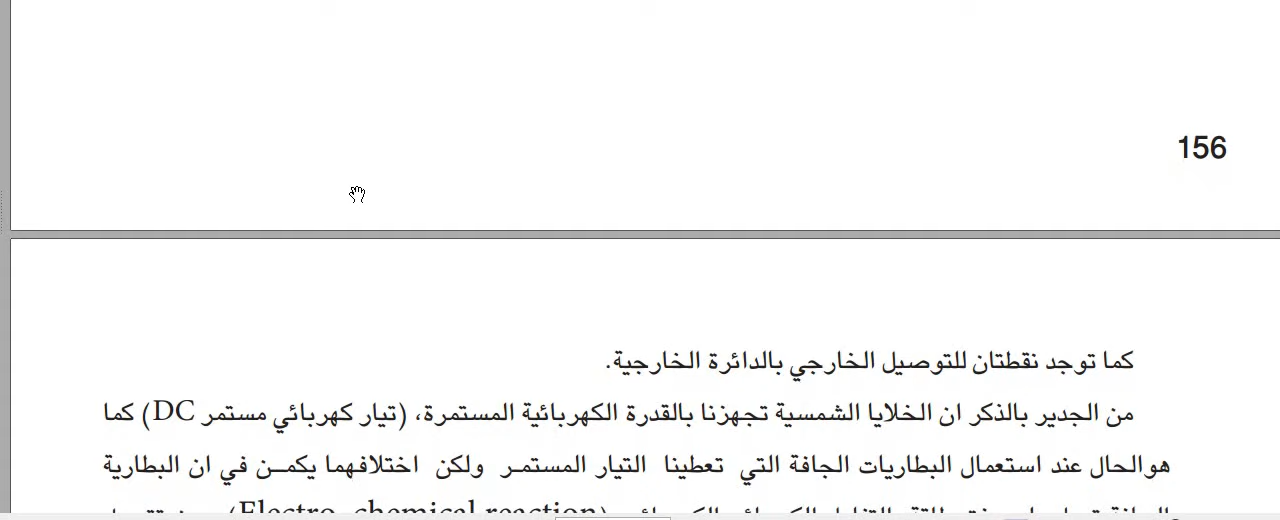 156
كما توجد نقطتان للتوصيل الخارجي بالدائرة الخارجية.
من الجدير بالذكر ان الخلايا الشمسية تجهزنا بالقدرة الكهربائية المستمرة، (تيار كهربائي مستمر DC) كما
هوالحال عند استعمال البطاريات الجافة التي تعطينا التيار المستمر ولكن اختلافهما يكمن في ان البطارية
(Electro_chemical reaction)